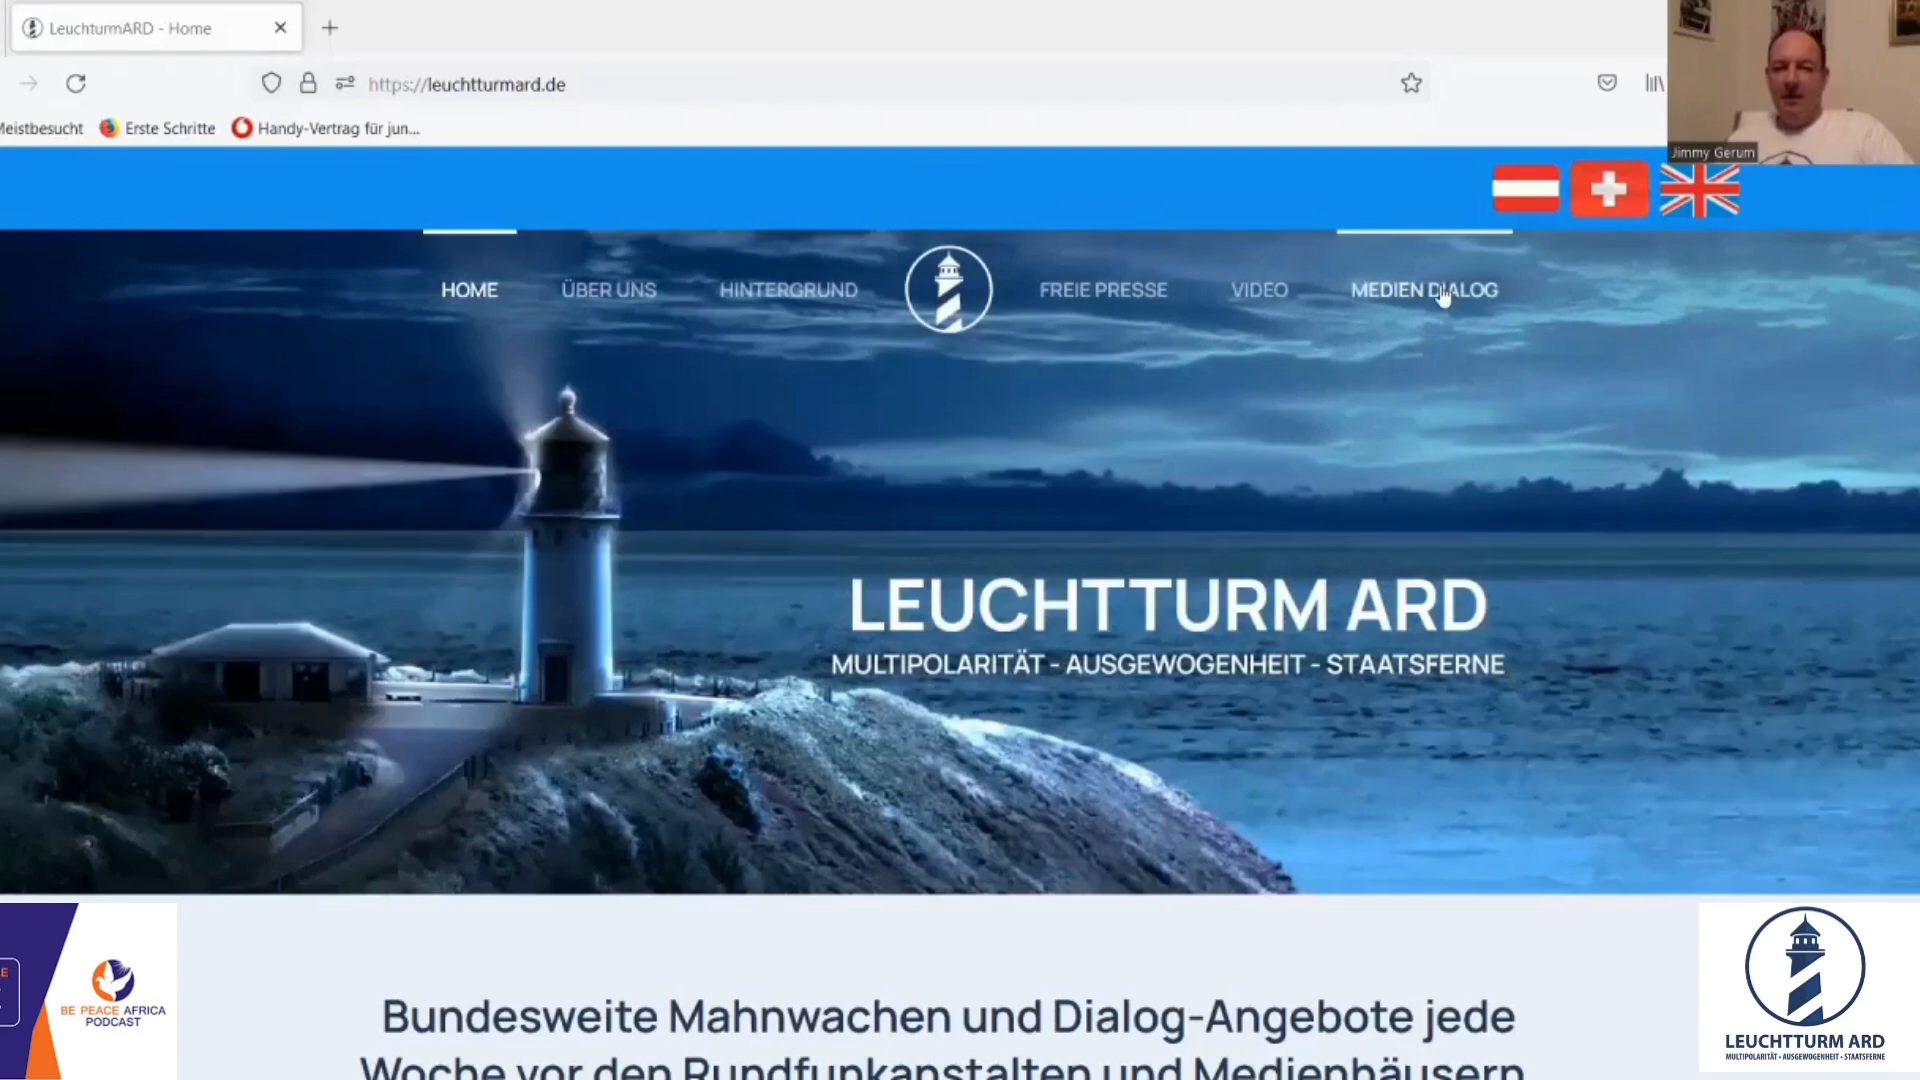 LeuchturmARD - Home
https://leuchtturmard.de
Meistbesucht Erste Schritte Handy-Vertrag für jun...
Jimmy Gerum
HOME ÜBER UNS HINTERGRUND FREIE PRESSE VIDEO MEDIEN DIALOG
LEUCHTTURM ARD
MULTIPOLARITÄT - AUSGEWOGENHEIT - STAATSFERNE
Bundesweite Mahnwachen und Dialog-Angebote jede
Woche vor den Rundfunkanstalten und Medienhäusern
BE PEACE AFRICA
PODCAST
LEUCHTTURM ARD
MULTIPOLARITÄT • AUSGEWOGENHEIT • STAATSFERNE